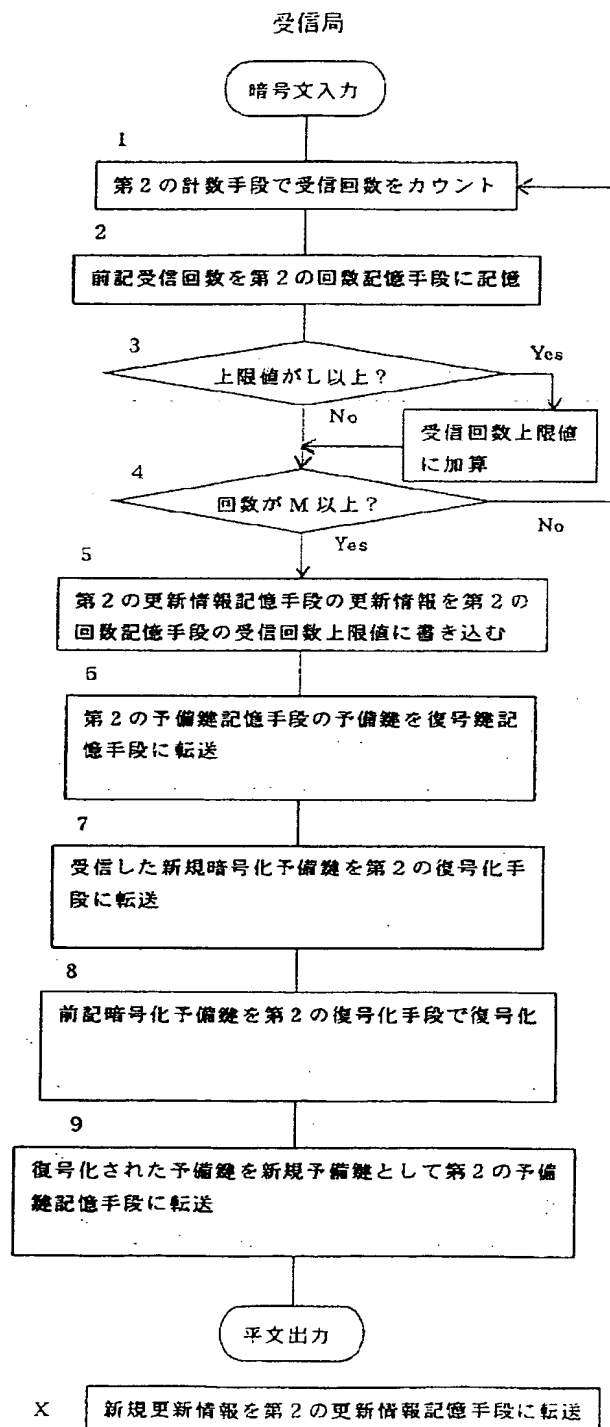 受信局
暗号文入力
1
第2の計数手段で受信回数をカウント
2
前記受信回数を第2の回数記憶手段に記憶
3
上限値がL以上?
Yes
No
受信回数上限値
に加算
4
回数がM以上?
No
Yes
5
第2の更新情報記憶手段の更新情報を第2の
回数記憶手段の受信回数上限値に書き込む
6
第2の予備鍵記憶手段の予備鍵を復号鍵記
憶手段に転送
7
受信した新規暗号化予備鍵を第2の復号化手
段に転送
8
前記暗号化予備鍵を第2の復号化手段で復号化
9
復号化された予備鍵を新規予備鍵として第2の予備
鍵記憶手段に転送
平文出力
X
新規更新情報を第2の更新情報記憶手段に転送